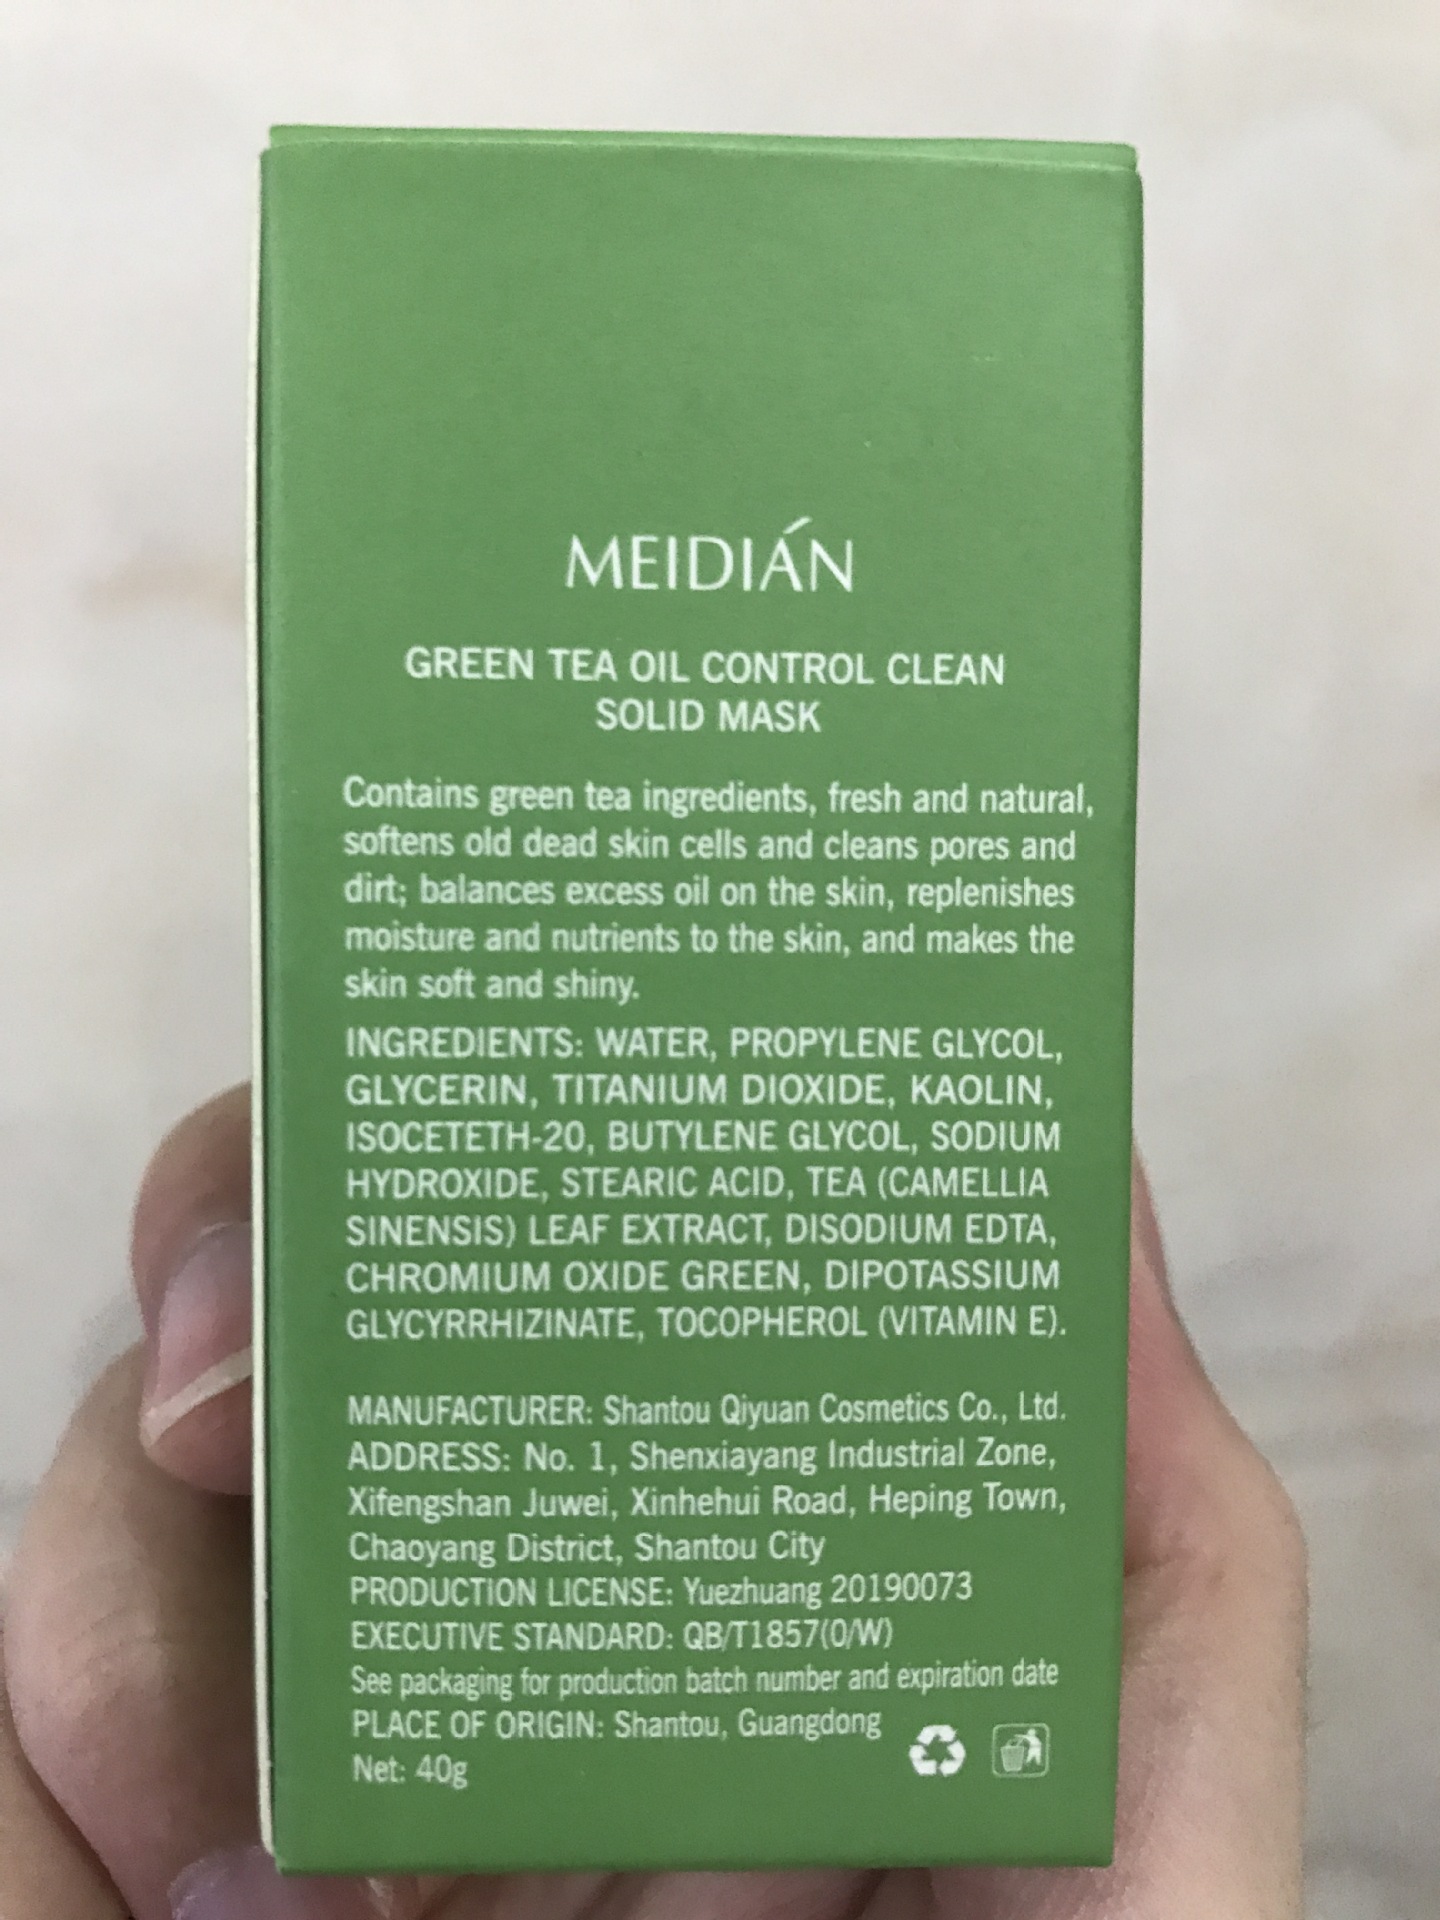 MEIDIÁN
GREEN TEA OIL CONTROL CLEAN
SOLID MASK
Contains green tea ingredients, fresh and natural,
softens old dead skin cells and cleans pores and
dirt; balances excess oil on the skin, replenishes
moisture and nutrients to the skin, and makes the
skin soft and shiny.
INGREDIENTS: WATER, PROPYLENE GLYCOL,
GLYCERIN, TITANIUM DIOXIDE, KAOLIN,
ISOCETETH-20, BUTYLENE GLYCOL, SODIUM
HYDROXIDE, STEARIC ACID, TEA (CAMELLIA
SINENSIS) LEAF EXTRACT, DISODIUM EDTA,
CHROMIUM OXIDE GREEN, DIPOTASSIUM
GLYCYRRHIZINATE, TOCOPHEROL (VITAMIN E).
MANUFACTURER: Shantou Qiyuan Cosmetics Co., Ltd.
ADDRESS: No. 1, Shenxiayang Industrial Zone,
Xifengshan Juwei, Xinhehui Road, Heping Town,
Chaoyang District, Shantou City
PRODUCTION LICENSE: Yuezhuang 20190073
EXECUTIVE STANDARD: QB/T1857(O/W)
See packaging for production batch number and expiration date
PLACE OF ORIGIN: Shantou, Guangdong
Net: 40g